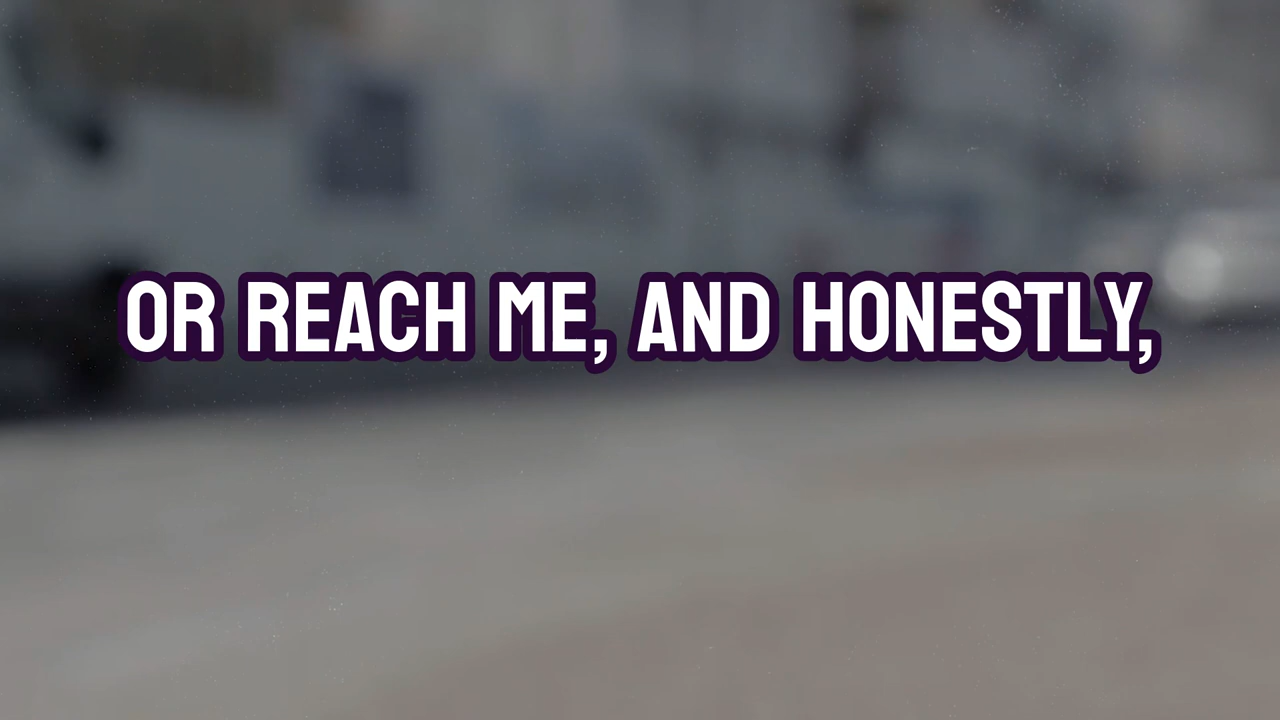 OR REACH ME, AND HONESTLY,